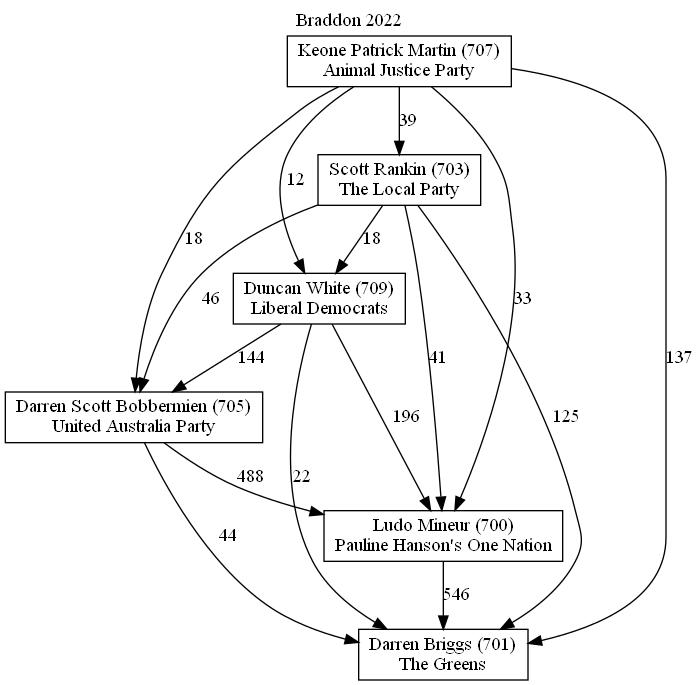 Braddon 2022
Keone Patrick Martin (707)
Animal Justice Party
39
Scott Rankin (703)
The Local Party
12
18
18
46
33
Duncan White (709)
Liberal Democrats
144
41
137
Darren Scott Bobbermien (705)
United Australia Party
196
125
488
22
Ludo Mineur (700)
Pauline Hanson's One Nation
44
546
Darren Briggs (701)
The Greens